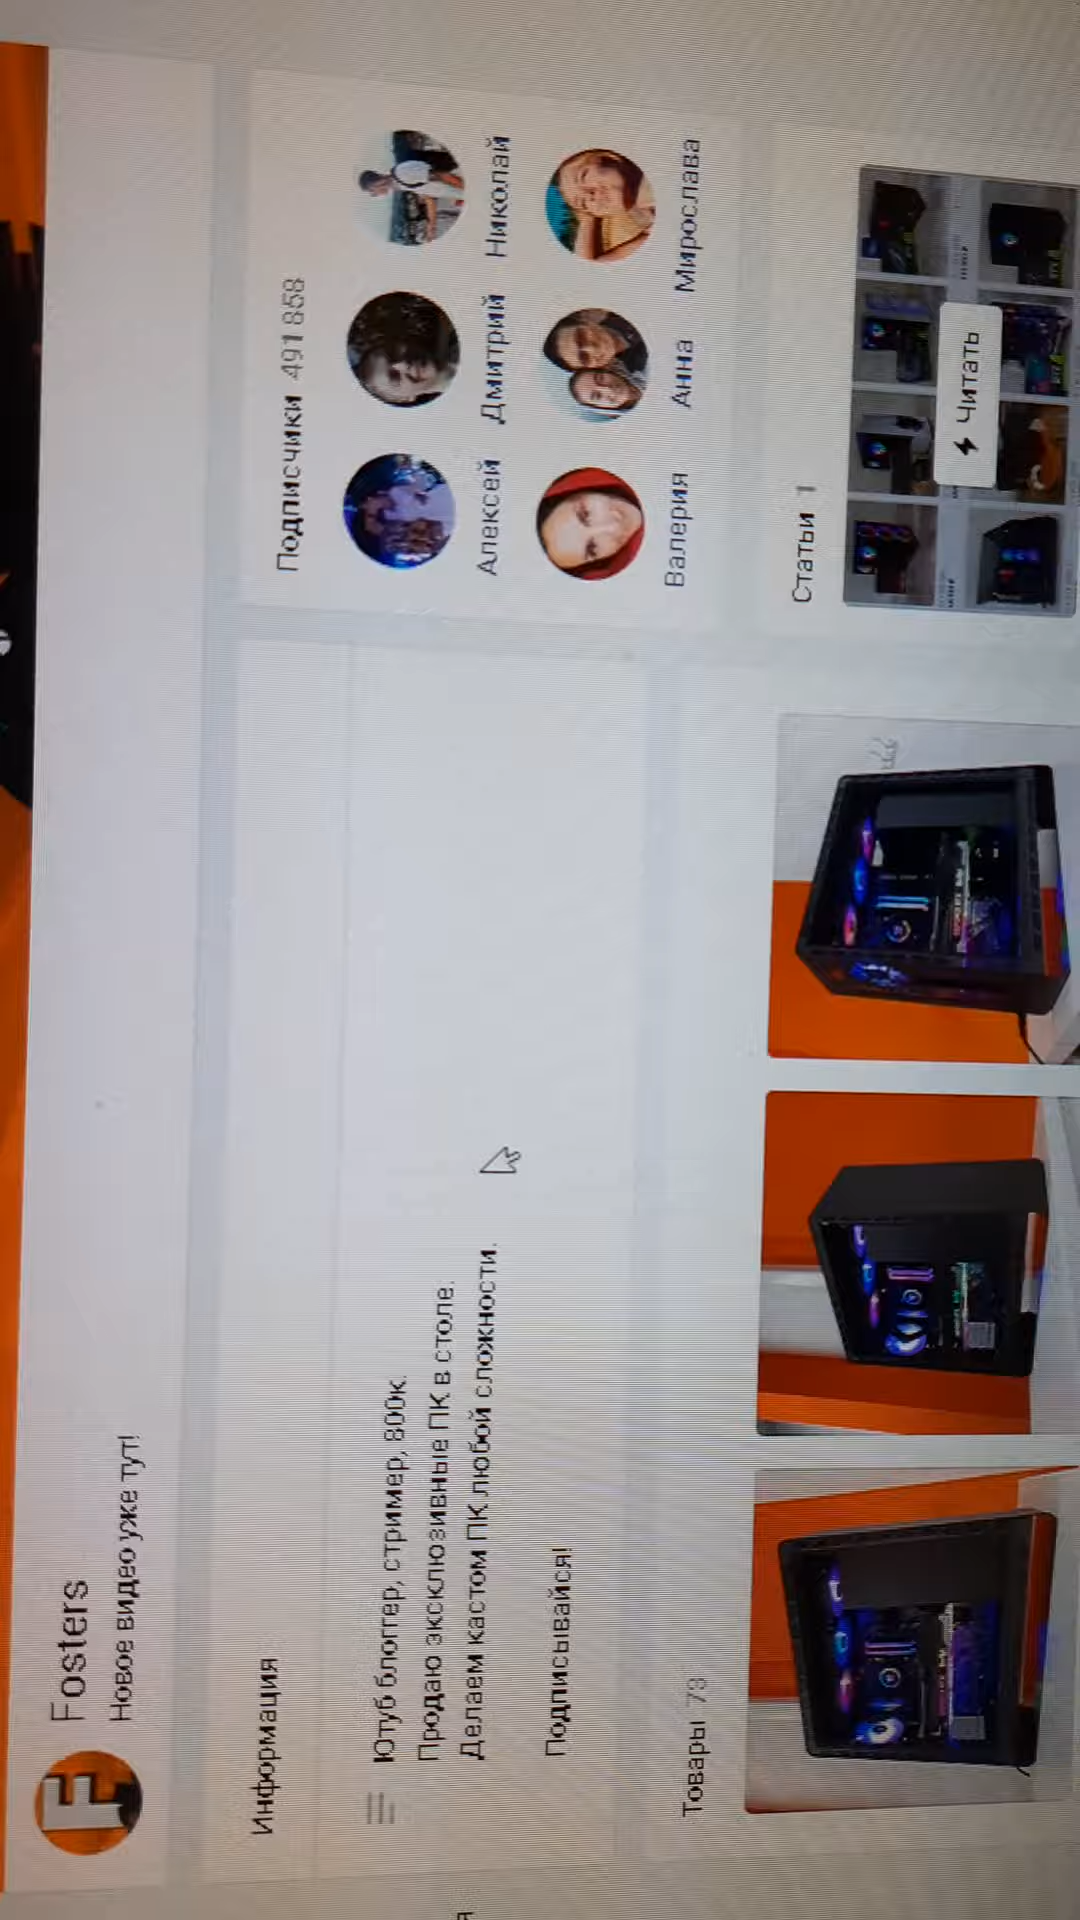 Fosters
Новое видео уже тут!
Информация
Ютуб блоггер, стример, 800к.
Продаю эксклюзивные ПК в столе.
Делаем кастом ПК любой сложности.
Подписывайся!
Товары 73
Подписчики 491 858
Алексей Дмитрий Николай
Валерия Анна Мирослава
Статьи 1
Читать